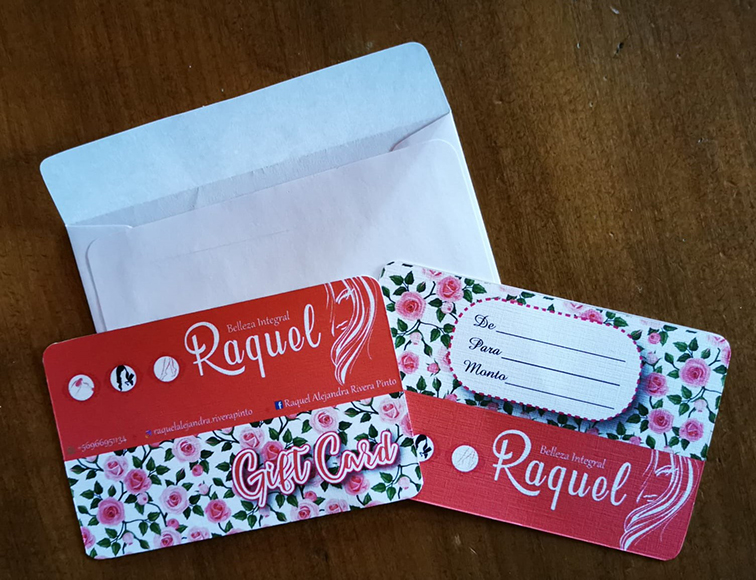 Belleza Integral
Raquel
Raquel Alejandra Rivera Pinto
raquelalejandra.riverapinto
Gift Card
De
Para
Monto
Belleza Integral
Raquel